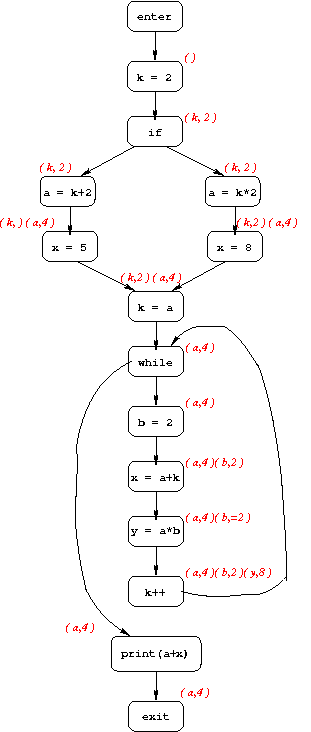 enter
( )
k = 2
( k, 2 )
if
( k, 2 ) ( k, 2 )
a = k+2 a = k*2
( k, ) ( a,4 ) ( k,2 ) ( a,4 )
x = 5 x = 8
( k,2 ) ( a,4 )
k = a
( a,4 )
while
( a,4 )
b = 2
( a,4 ) ( b,2 )
x = a+k
( a,4 ) ( b,=2 )
y = a*b
( a,4 ) ( b,2 ) ( y,8 )
k++
( a,4 )
print(a+x)
( a,4 )
exit